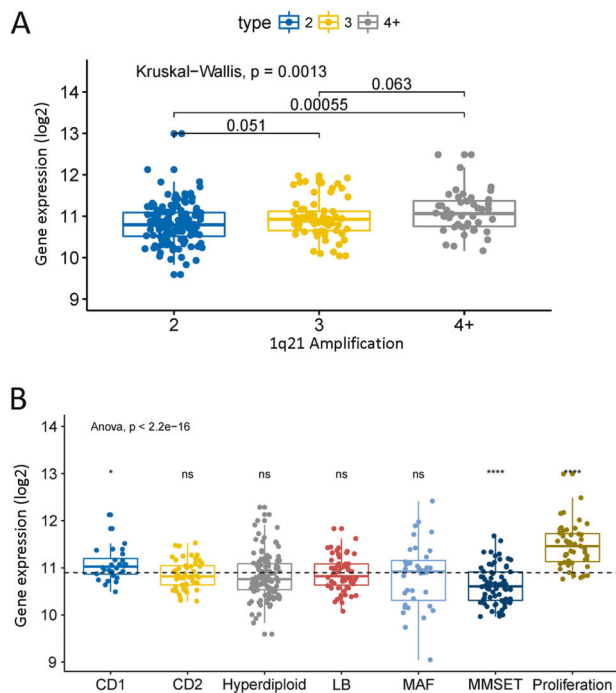 A
type 2 3 4+
Kruskal-Wallis, p = 0.0013
0.063
0.00055
0.051
Gene expression (log2)
14
13
12
11
10
9
2 3 4+
1q21 Amplification
B
Anova, p < 2.2e-16
* ns ns ns ns **** ****
Gene expression (log2)
14
13
12
11
10
9
CD1 CD2 Hyperdiploid LB MAF MMSET Proliferation